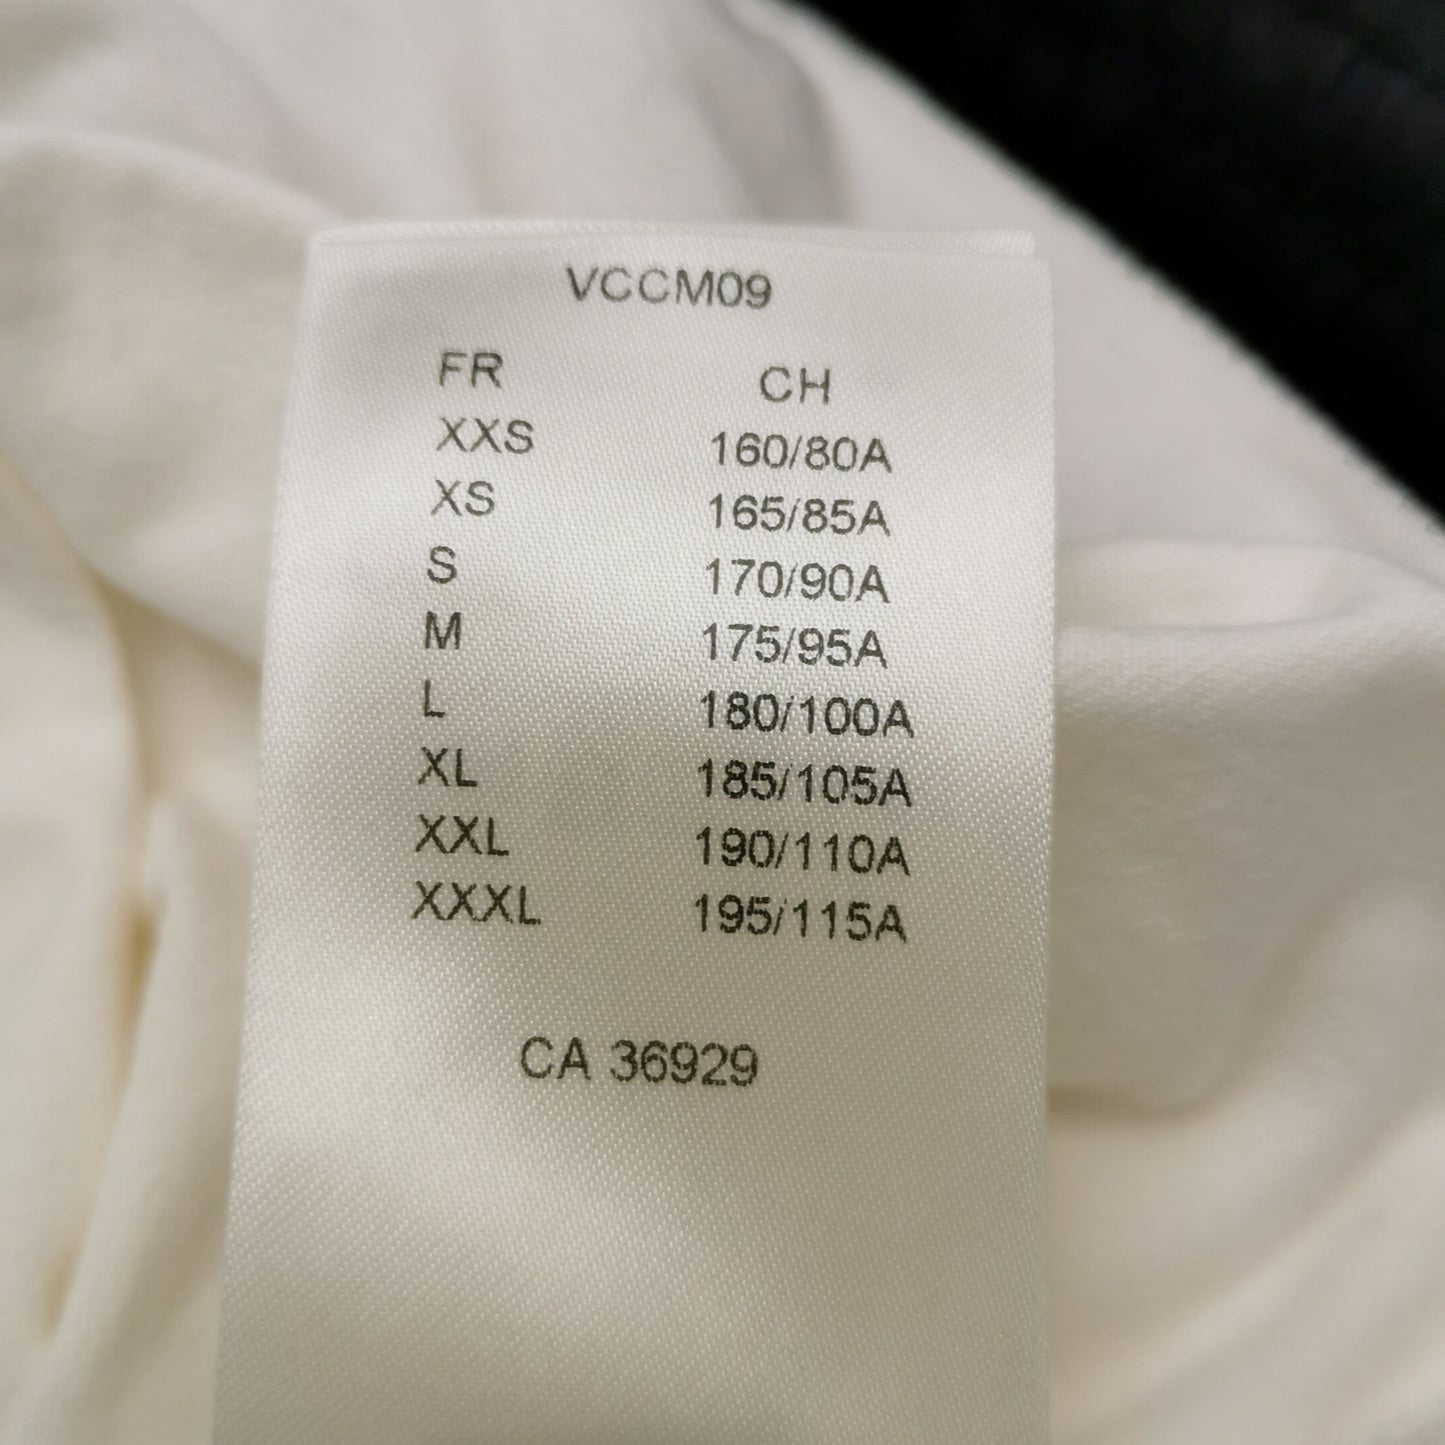 VCCM09
FR CH
XXS 160/80A
XS 165/85A
S 170/90A
M 175/95A
L 180/100A
XL 185/105A
XXL 190/110A
XXXL 195/115A
CA 36929